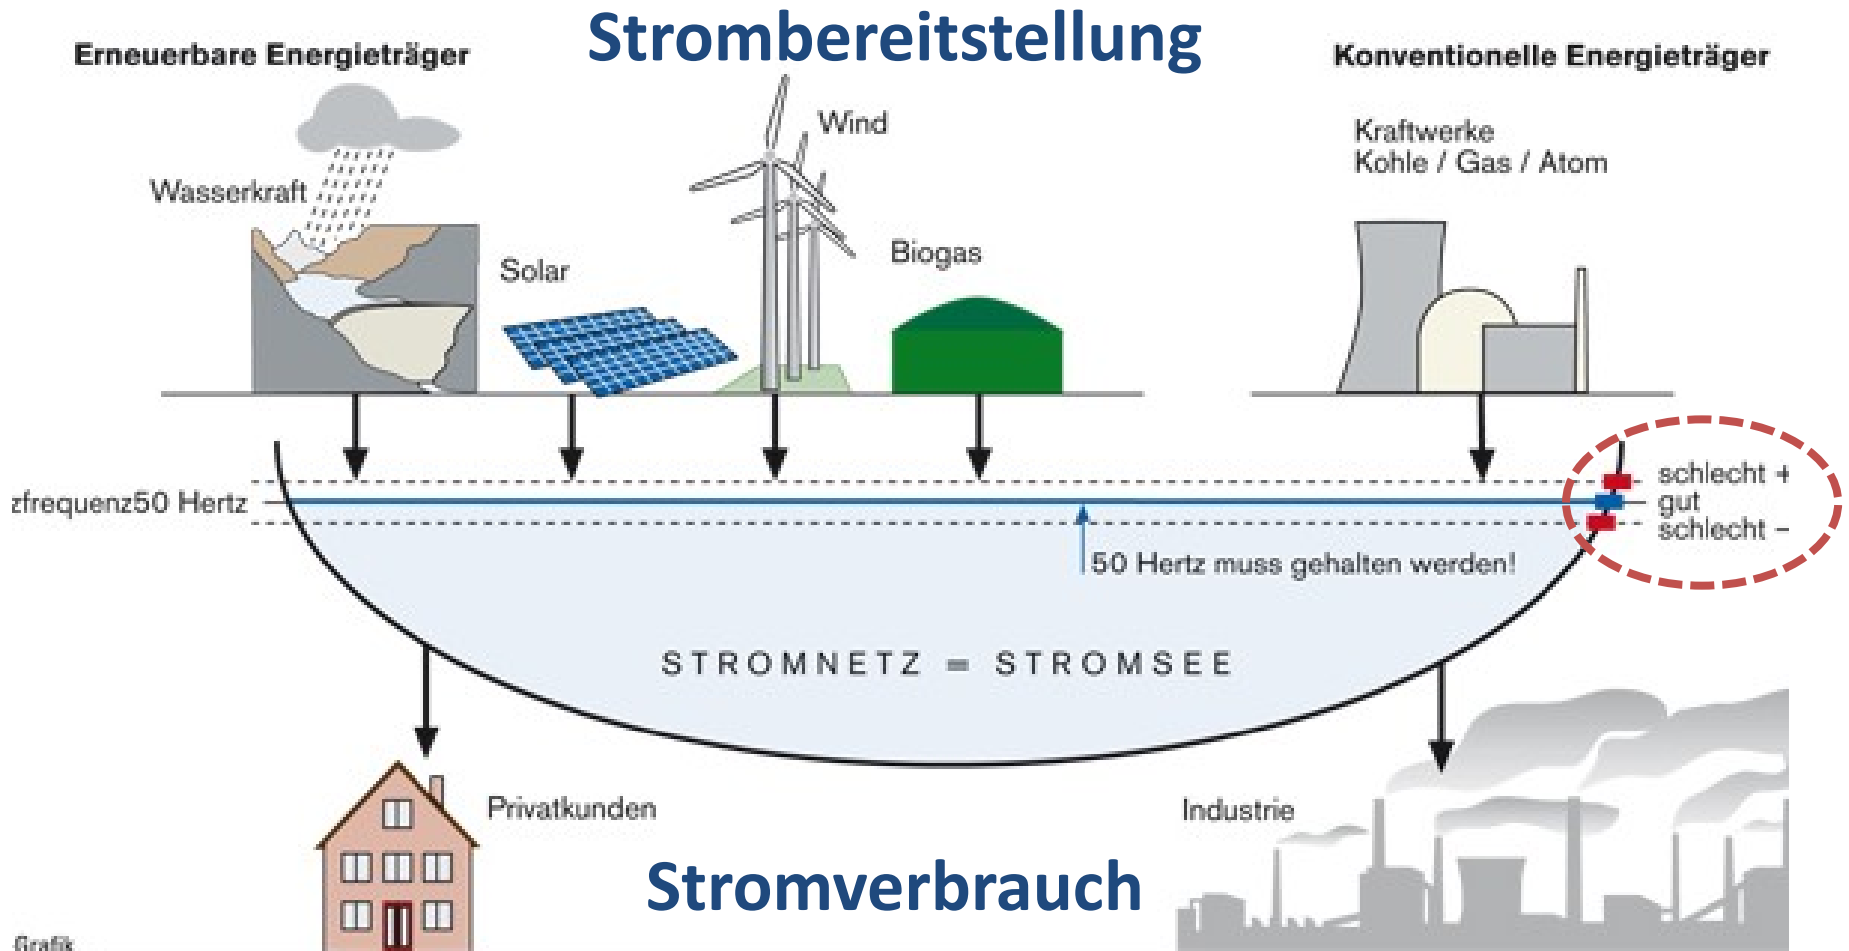 Strombereitstellung
Erneuerbare Energieträger
Konventionelle Energieträger
Wind
Kraftwerke
Kohle / Gas / Atom
Wasserkraft
Biogas
Solar
zfrequenz50 Hertz
schlecht +
gut
schlecht –
50 Hertz muss gehalten werden!
STROMNETZ = STROMSEE
Privatkunden
Industrie
Stromverbrauch
Grafik